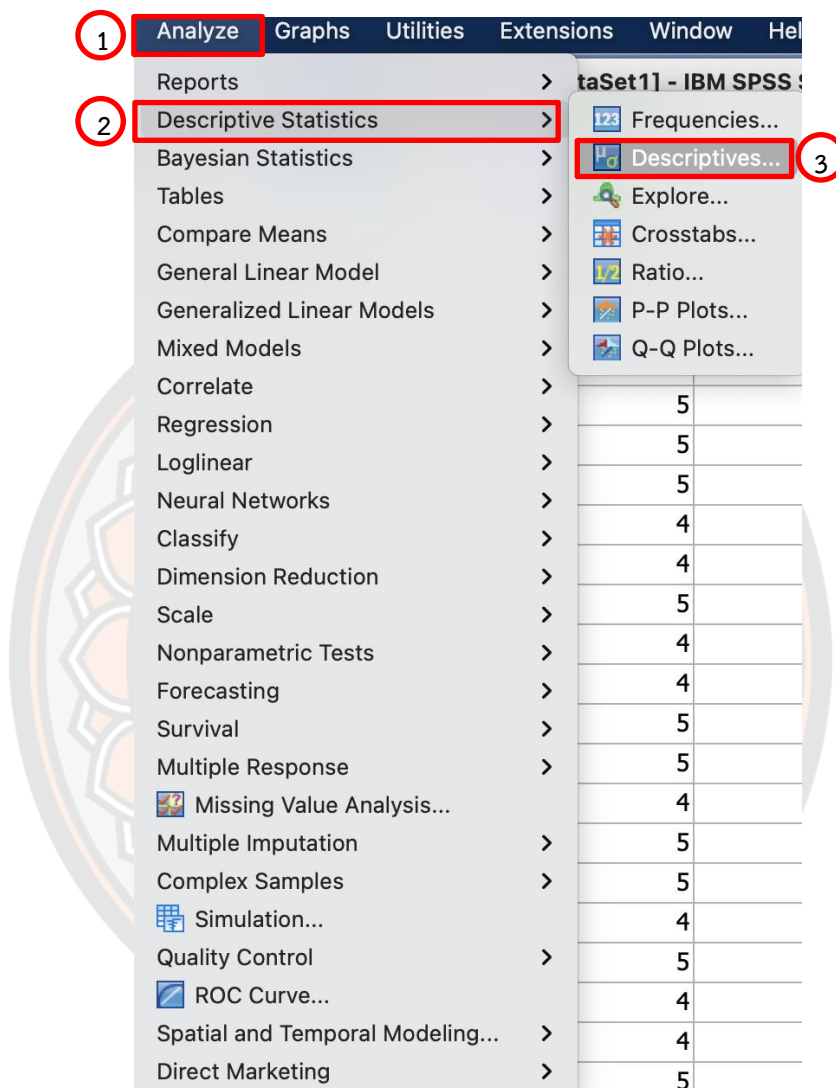 1
Analyze Graphs Utilities Extensions Window Hel
Reports
taSet1] - IBM SPSS S
2
Descriptive Statistics
Frequencies...
Bayesian Statistics
Descriptives...
3
Tables
Explore...
Compare Means
Crosstabs...
General Linear Model
Ratio...
1/2
Generalized Linear Models
P-P Plots...
Mixed Models
Q-Q Plots...
123
μσ
Correlate
5
Regression
5
Loglinear
5
Neural Networks
4
Classify
4
Dimension Reduction
5
Scale
4
Nonparametric Tests
4
Forecasting
5
Survival
5
Multiple Response
4
Missing Value Analysis...
5
Multiple Imputation
5
Complex Samples
4
Simulation...
5
Quality Control
4
ROC Curve...
4
Spatial and Temporal Modeling...
5
Direct Marketing